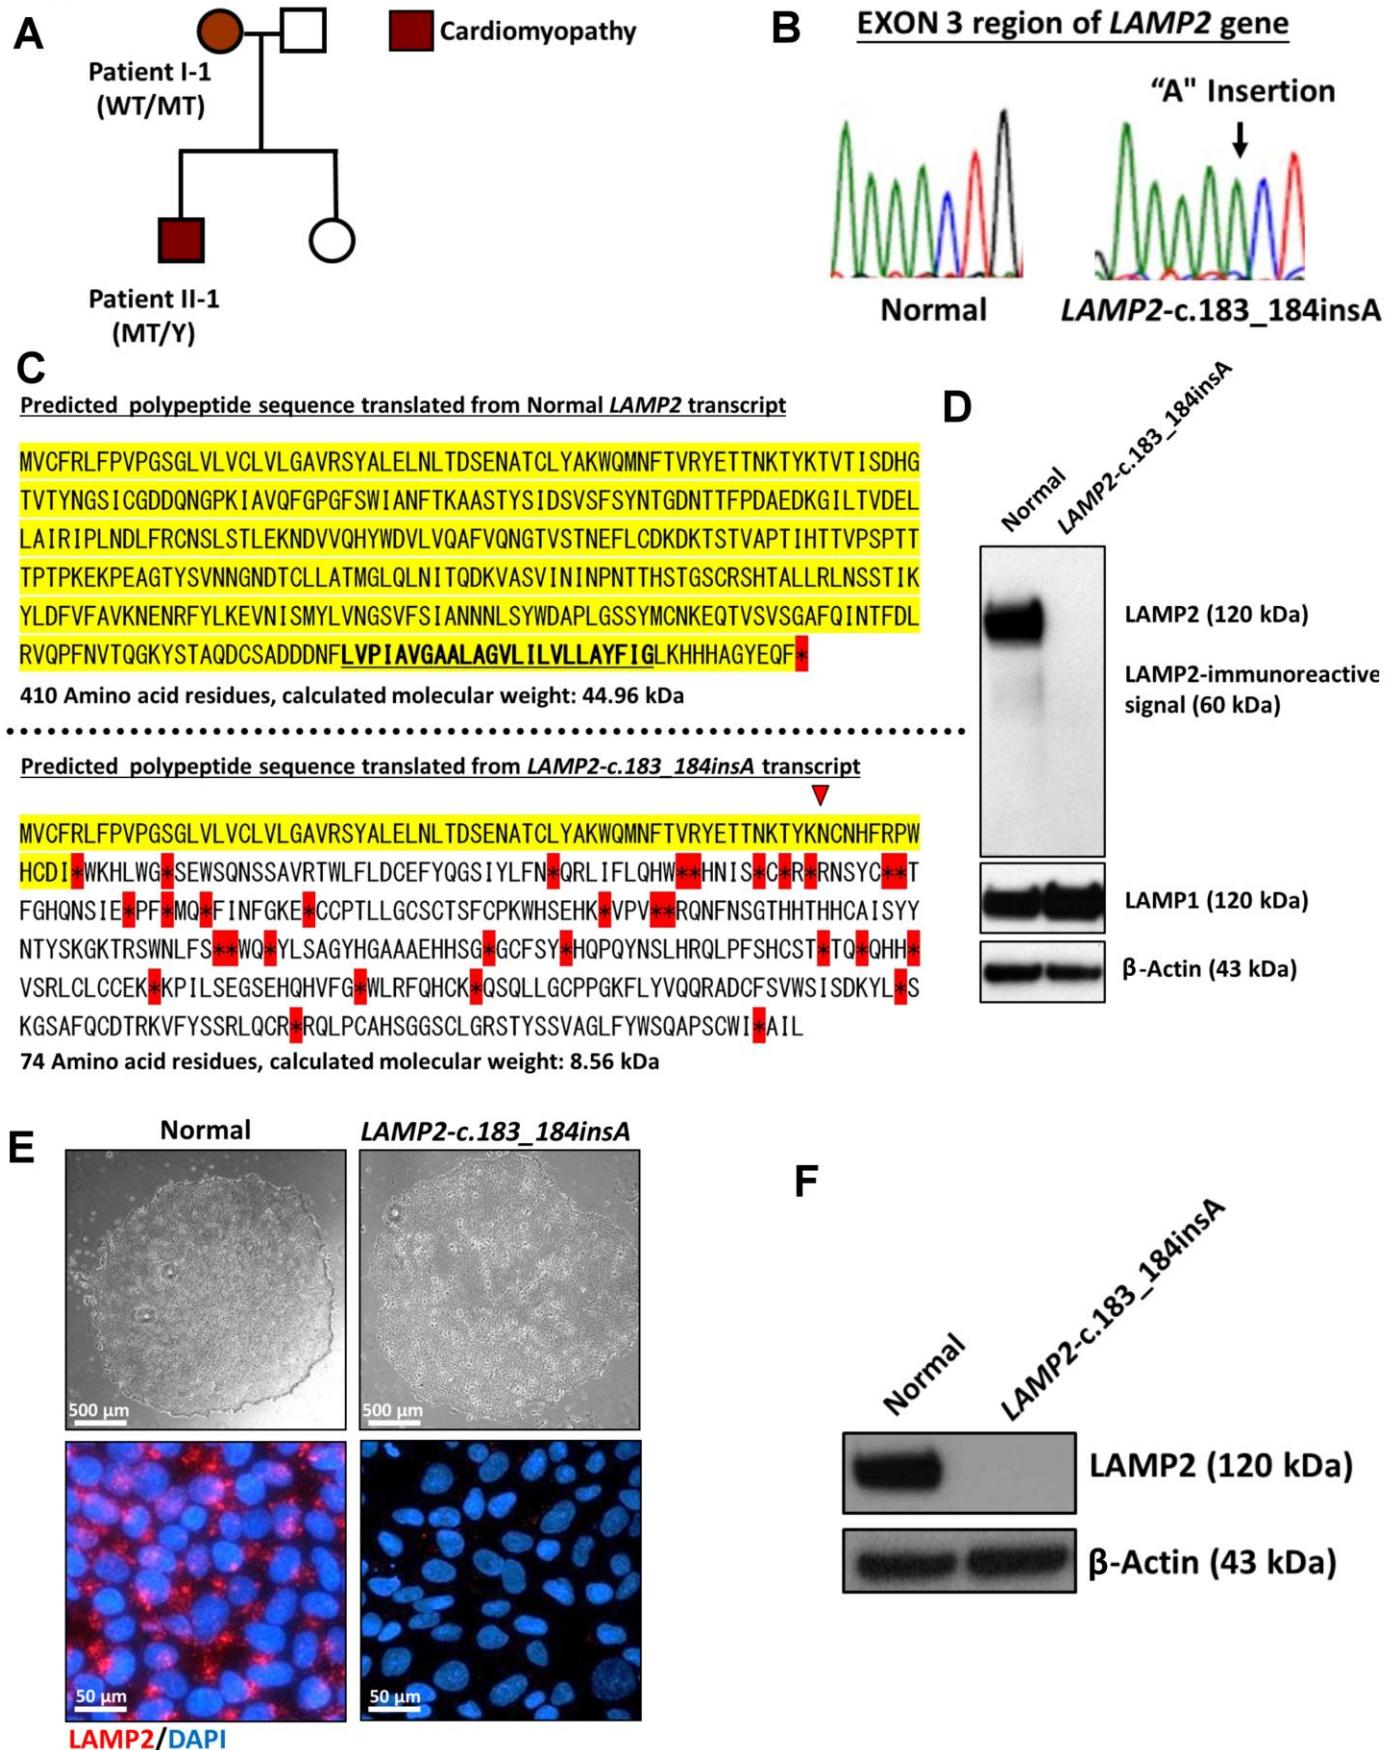 A
Cardiomyopathy
Patient I-1
(WT/MT)
Patient II-1
(MT/Y)
B
EXON 3 region of LAMP2 gene
“A" Insertion
Normal
LAMP2-c.183_184insA
C
Predicted polypeptide sequence translated from Normal LAMP2 transcript
MVCFRLFPVPGSGLVLVCLVLGAVRSYALELNLTDSENATCLYAKWQMNFTVRYETTNKTYKTVTISDHG
TVTYNGSICGDDQNGPKIAVQFGPGFSWIANFTKAASTYSIDSVSFSYNTGDNTTFPDAEDKGILTVDEL
LAIRIPLNDLFRCNSLSTLEKNDVVQHYWDVLVQAFVQNGTVSTNEFLCDKDKTSTVAPTIHTTVPSPTT
TPTPKEKPEAGTYSVNNGNDTCLLATMGLQLNITQDKVASVININPNTTHSTGSCRSHTALLRLNSSTIK
YLDFVFAVKNENRFYLKEVNISMYLVNGSVFSIANNNLSYWDAPLGSSYMCNKEQTVSVSGAFQINTFDL
RVQPFNVTQGKYSTAQDCSADDDNFLVPIAVGAALAGVLILVLLAYFIGLKHHHAGYEQF*
410 Amino acid residues, calculated molecular weight: 44.96 kDa
Predicted polypeptide sequence translated from LAMP2-c.183_184insA transcript
MVCFRLFPVPGSGLVLVCLVLGAVRSYALELNLTDSENATCLYAKWQMNFTVRYETTNKTYKNCNHFRPW
HCDI*WKHLWG*SEWSQNSSAVRTWLFLDCEFYQGSIYLFN*QRLIFLQHW**HNIS*C*R*RNSYC**T
FGHQNSIE*PF*MQ*FINFGKE*CCPTLLGCSCTSFCPKWHSEHK*VPV**RQNFNSGTHHTHHCAISYY
NTYSKGKTRSWNLFS**WQ*YLSAGYHGAAAEHHSG*GCFSY*HQPQYNSLHRQLPFSHCST*TQ*QHH*
VSRLCLCCEK*KPILSEGSEHQHVFG*WLRFQHCK*QSQLLGCPPGKFLYVQQRADCFSVWSISDKYL*S
KGSAFQCDTRKVFYSSRLQCR*RQLPCAHSGGSCLGRSTYSSVAGLFYWSQAPSCWI*AIL
74 Amino acid residues, calculated molecular weight: 8.56 kDa
D
Normal
LAMP2-c.183_184insA
LAMP2 (120 kDa)
LAMP2-immunoreactive
signal (60 kDa)
LAMP1 (120 kDa)
β-Actin (43 kDa)
E
Normal
LAMP2-c.183_184insA
500 μm
500 μm
50 μm
50 μm
LAMP2/DAPI
F
Normal
LAMP2-c.183_184insA
LAMP2 (120 kDa)
β-Actin (43 kDa)